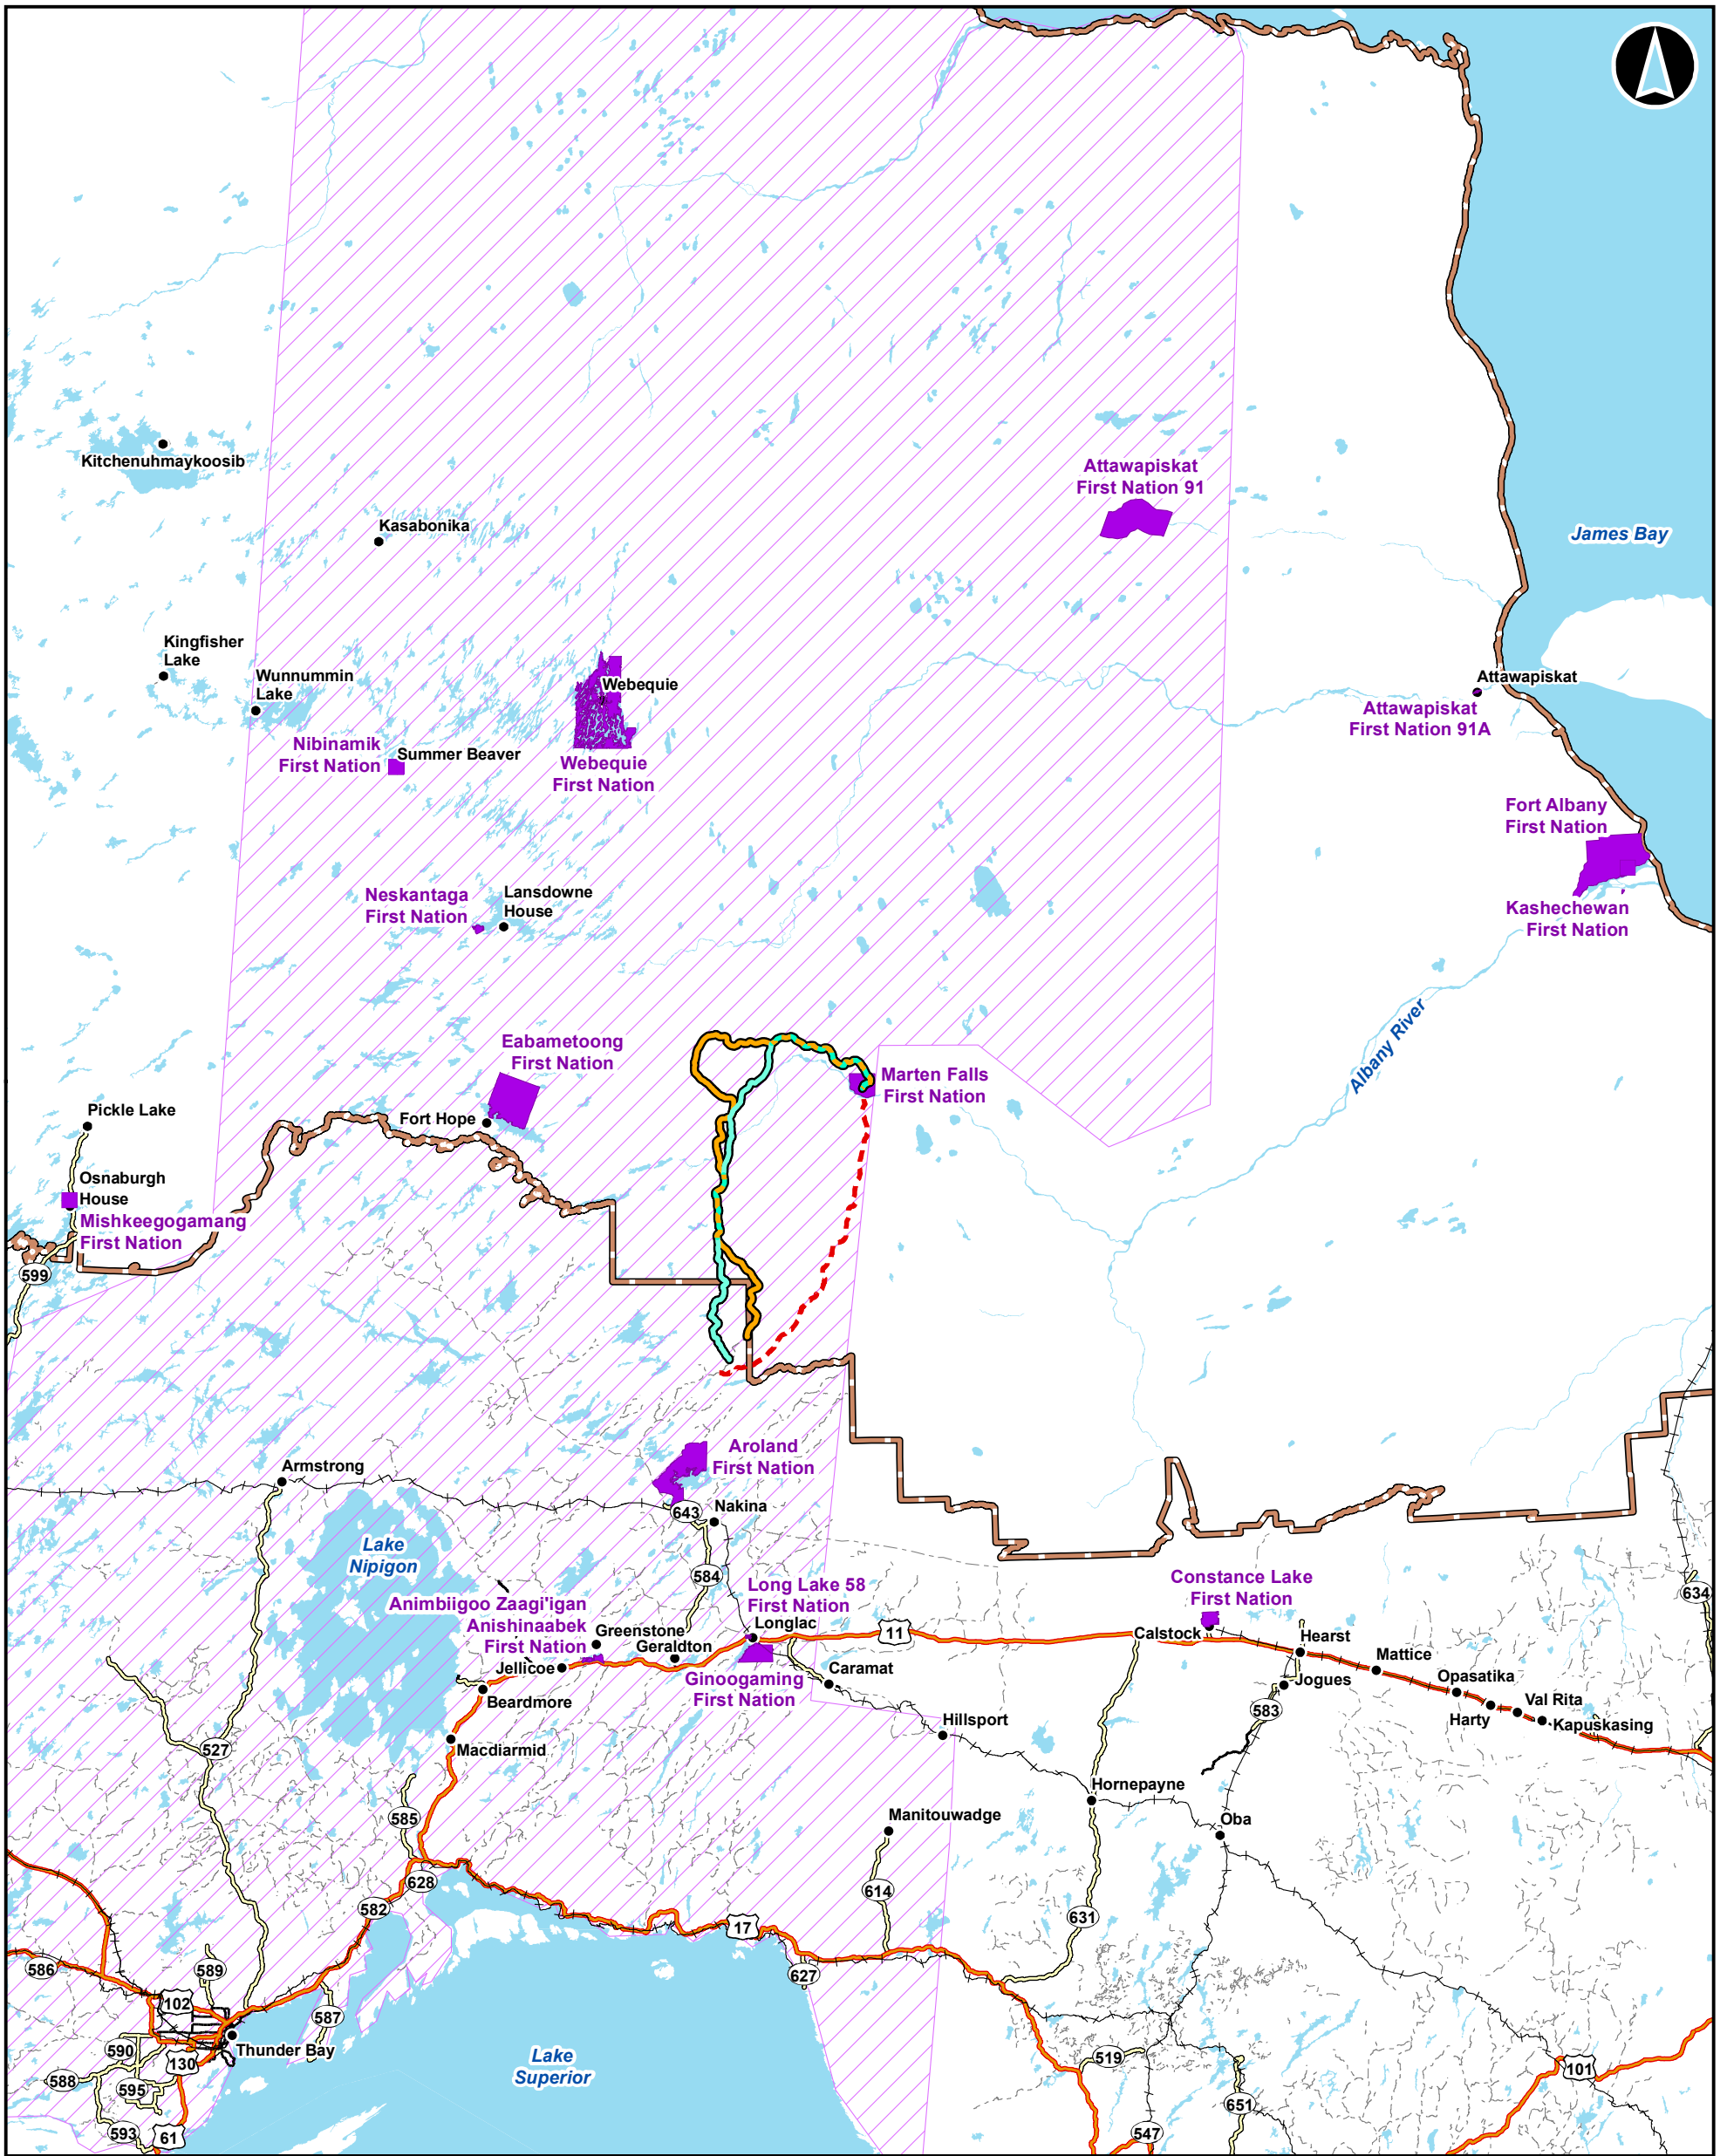 Kitchenuhmaykoosib
Attawapiskat
First Nation 91
Kasabonika
James Bay
Kingfisher
Lake
Wunnummin
Lake
Webequie
Attawapiskat
Attawapiskat
First Nation 91A
Nibinamik
First Nation
Summer Beaver
Webequie
First Nation
Fort Albany
First Nation
Neskantaga
First Nation
Lansdowne
House
Kashechewan
First Nation
Albany River
Eabametoong
First Nation
Marten Falls
First Nation
Pickle Lake
Fort Hope
Osnaburgh
House
Mishkeegogamang
First Nation
599
Aroland
First Nation
Armstrong
643
Nakina
Lake
Nipigon
584
Long Lake 58
First Nation
Constance Lake
First Nation
634
Animbiigoo Zaagi'igan
Anishinaabek
First Nation
Greenstone
Longlac
11
Calstock
Hearst
Geraldton
Jellicoe
Mattice
Caramat
Ginoogaming
First Nation
Jogues
Opasatika
Beardmore
Val Rita
583
Harty
Kapuskasing
Hillsport
527
Macdiarmid
Hornepayne
585
Manitouwadge
Oba
628
614
582
17
631
586
589
627
102
587
Thunder Bay
590
130
Lake
Superior
519
101
588
595
651
593
61
547